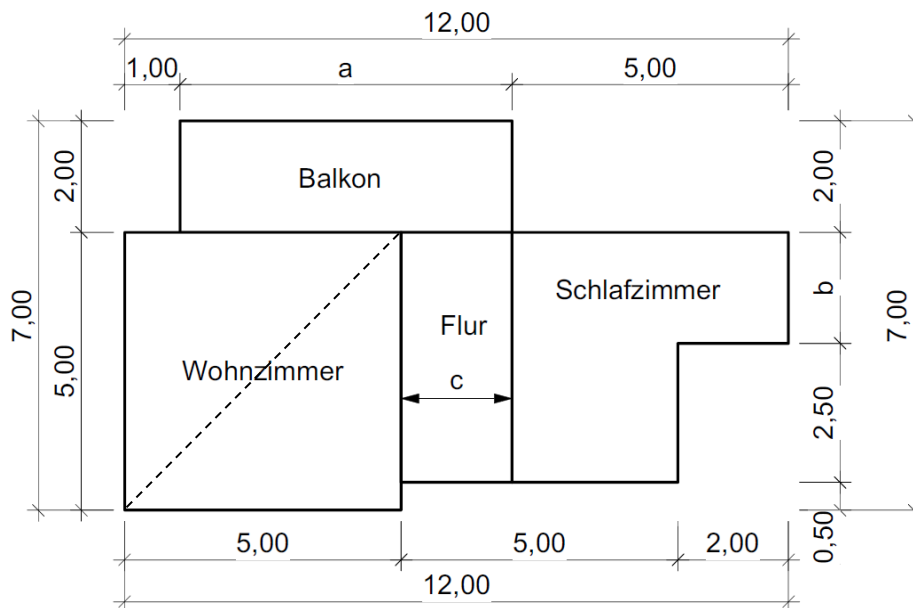 12,00
1,00 a 5,00
2,00 Balkon 2,00
Schlafzimmer b
7,00 Flur 7,00
5,00 Wohnzimmer c 2,50
0,50
5,00 5,00 2,00
12,00